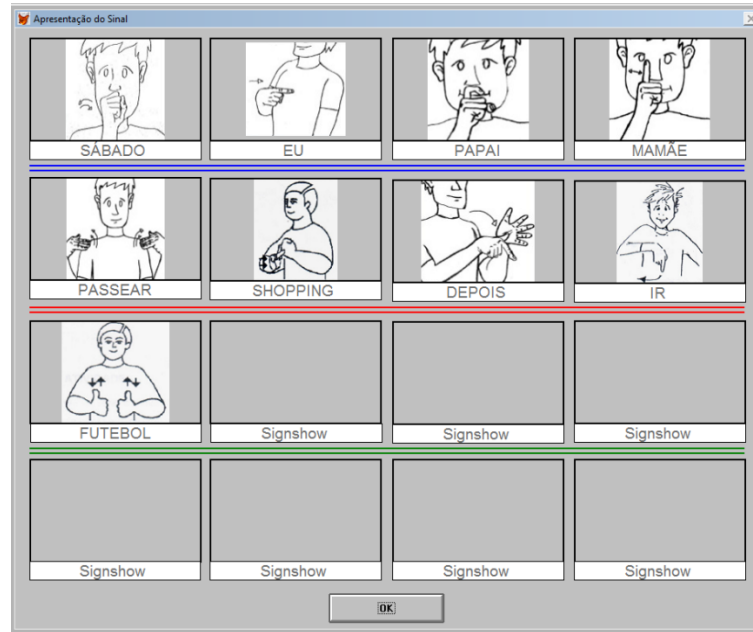 Apresentação do Sinal
SÁBADO EU PAPAI MAMÃE
PASSEAR SHOPPING DEPOIS IR
FUTEBOL Signshow Signshow Signshow
Signshow Signshow Signshow Signshow
OK